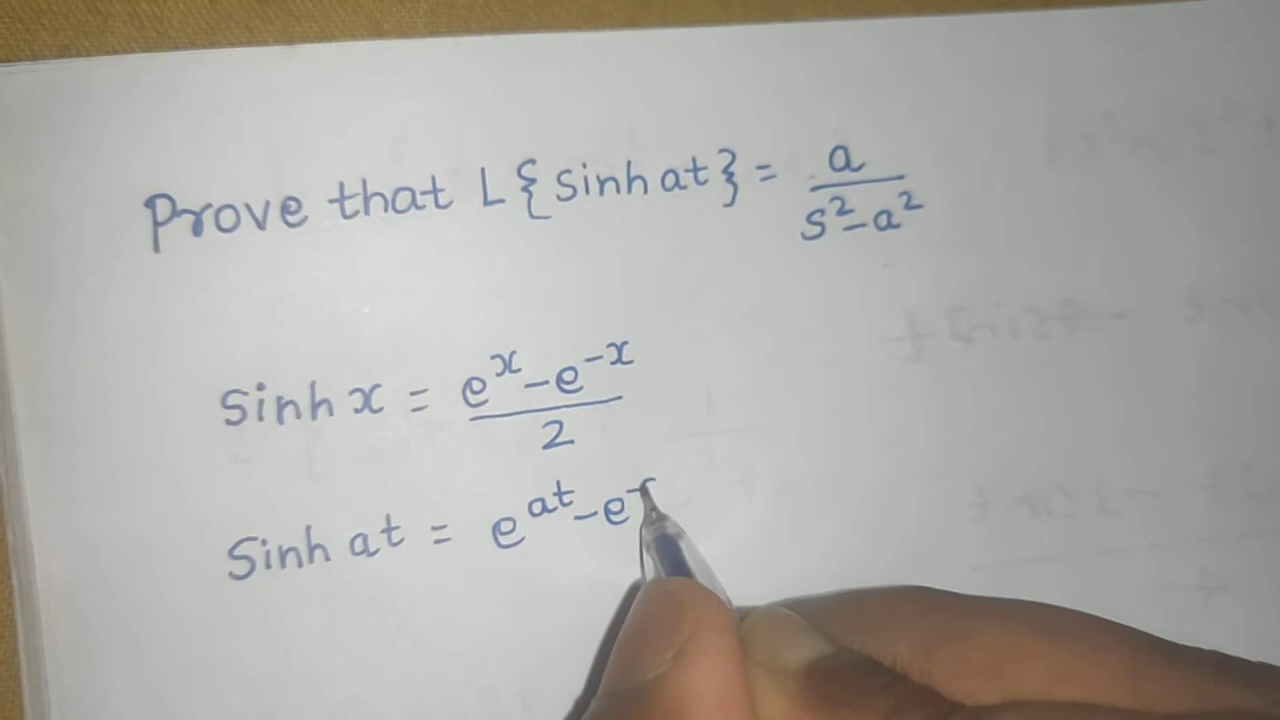 Prove that L{sinh at} = a/(s²-a²)
Sinh x = (e^x - e^-x)/2
Sinh at = e^at - e^-